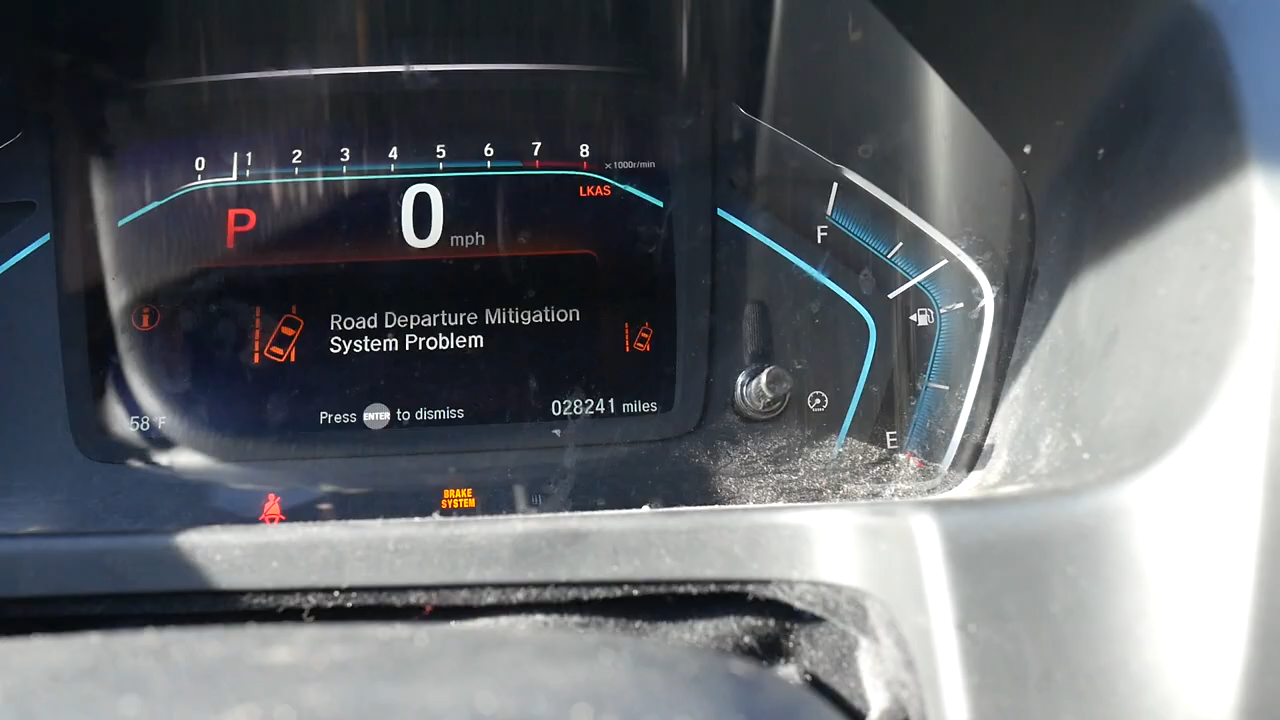 0 1 2 3 4 5 6 7 8 ×1000r/min
LKAS
P 0 mph
F
Road Departure Mitigation
System Problem
Press ENTER to dismiss
028241 miles
58°F
E
BRAKE
SYSTEM